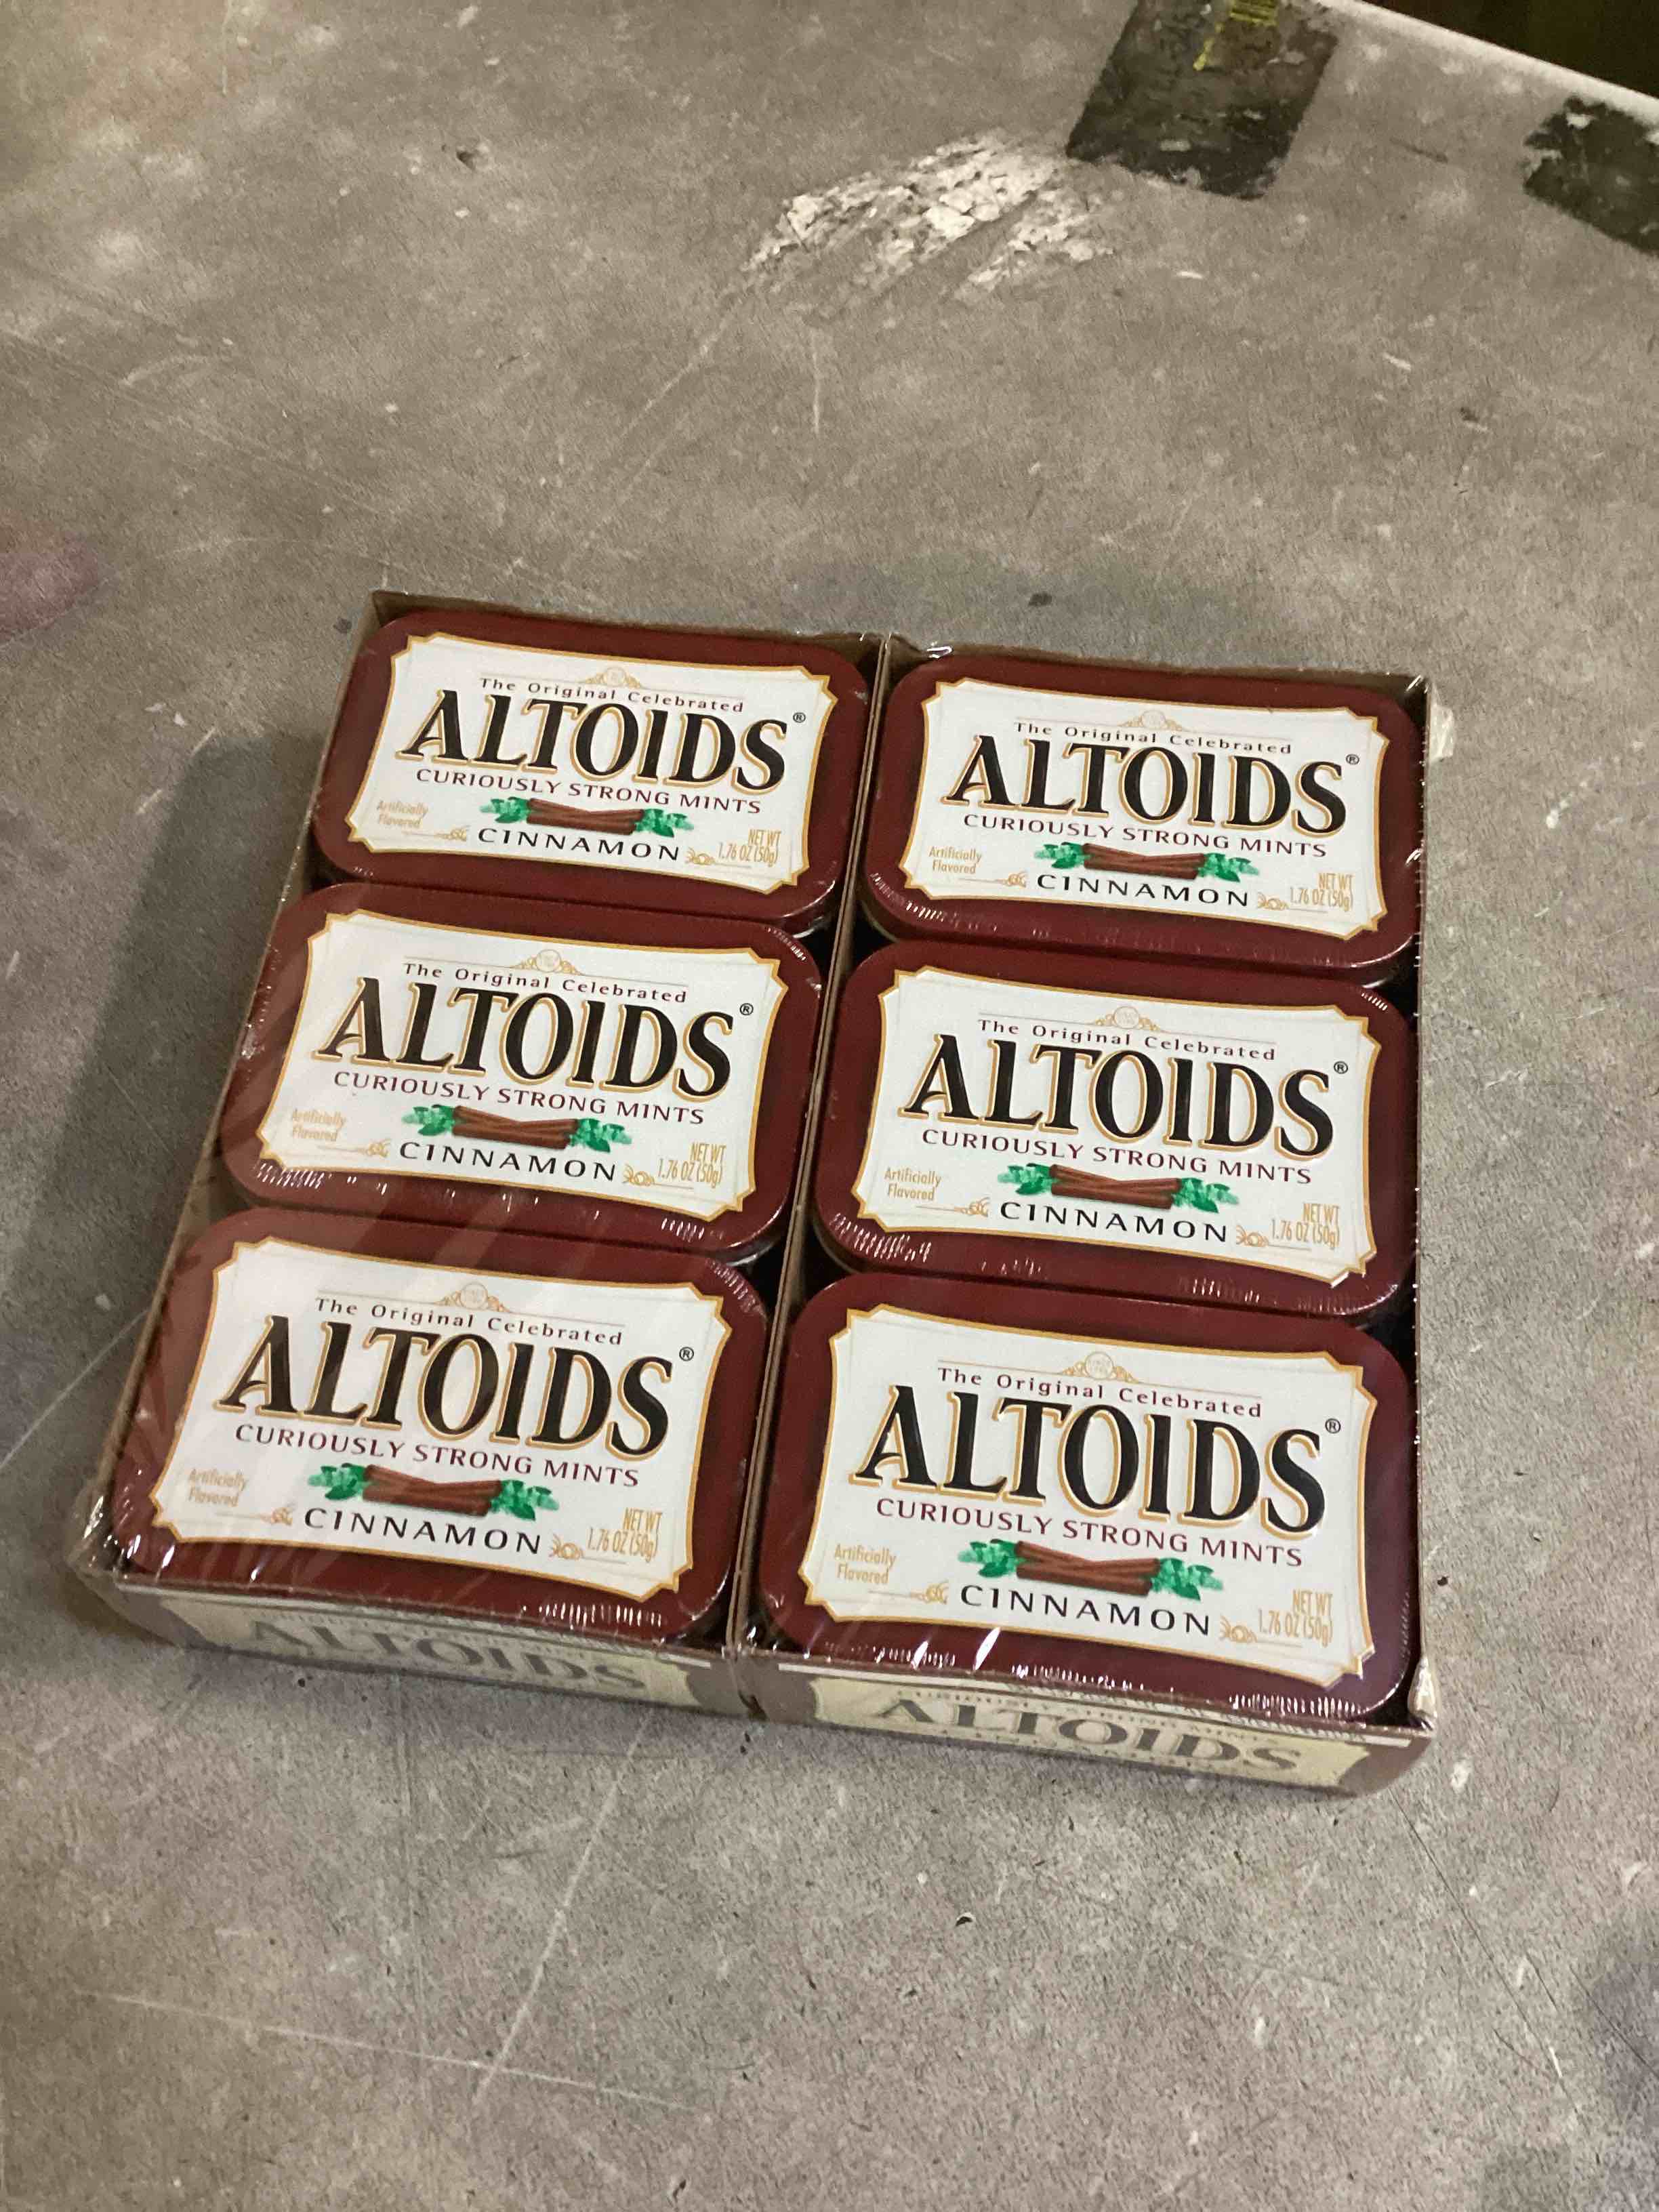 The Original Celebrated
ALTOIDS®
CURIOUSLY STRONG MINTS
Artificially
Flavored
CINNAMON
NET WT
1.76 OZ (50g)
The Original Celebrated
ALTOIDS®
CURIOUSLY STRONG MINTS
Artificially
Flavored
CINNAMON
NET WT
1.76 OZ (50g)
The Original Celebrated
ALTOIDS®
CURIOUSLY STRONG MINTS
Artificially
Flavored
CINNAMON
NET WT
1.76 OZ (50g)
The Original Celebrated
ALTOIDS®
CURIOUSLY STRONG MINTS
Artificially
Flavored
CINNAMON
NET WT
1.76 OZ (50g)
The Original Celebrated
ALTOIDS®
CURIOUSLY STRONG MINTS
Artificially
Flavored
CINNAMON
NET WT
1.76 OZ (50g)
The Original Celebrated
ALTOIDS®
CURIOUSLY STRONG MINTS
Artificially
Flavored
CINNAMON
NET WT
1.76 OZ (50g)
ALTOIDS
ALTOIDS